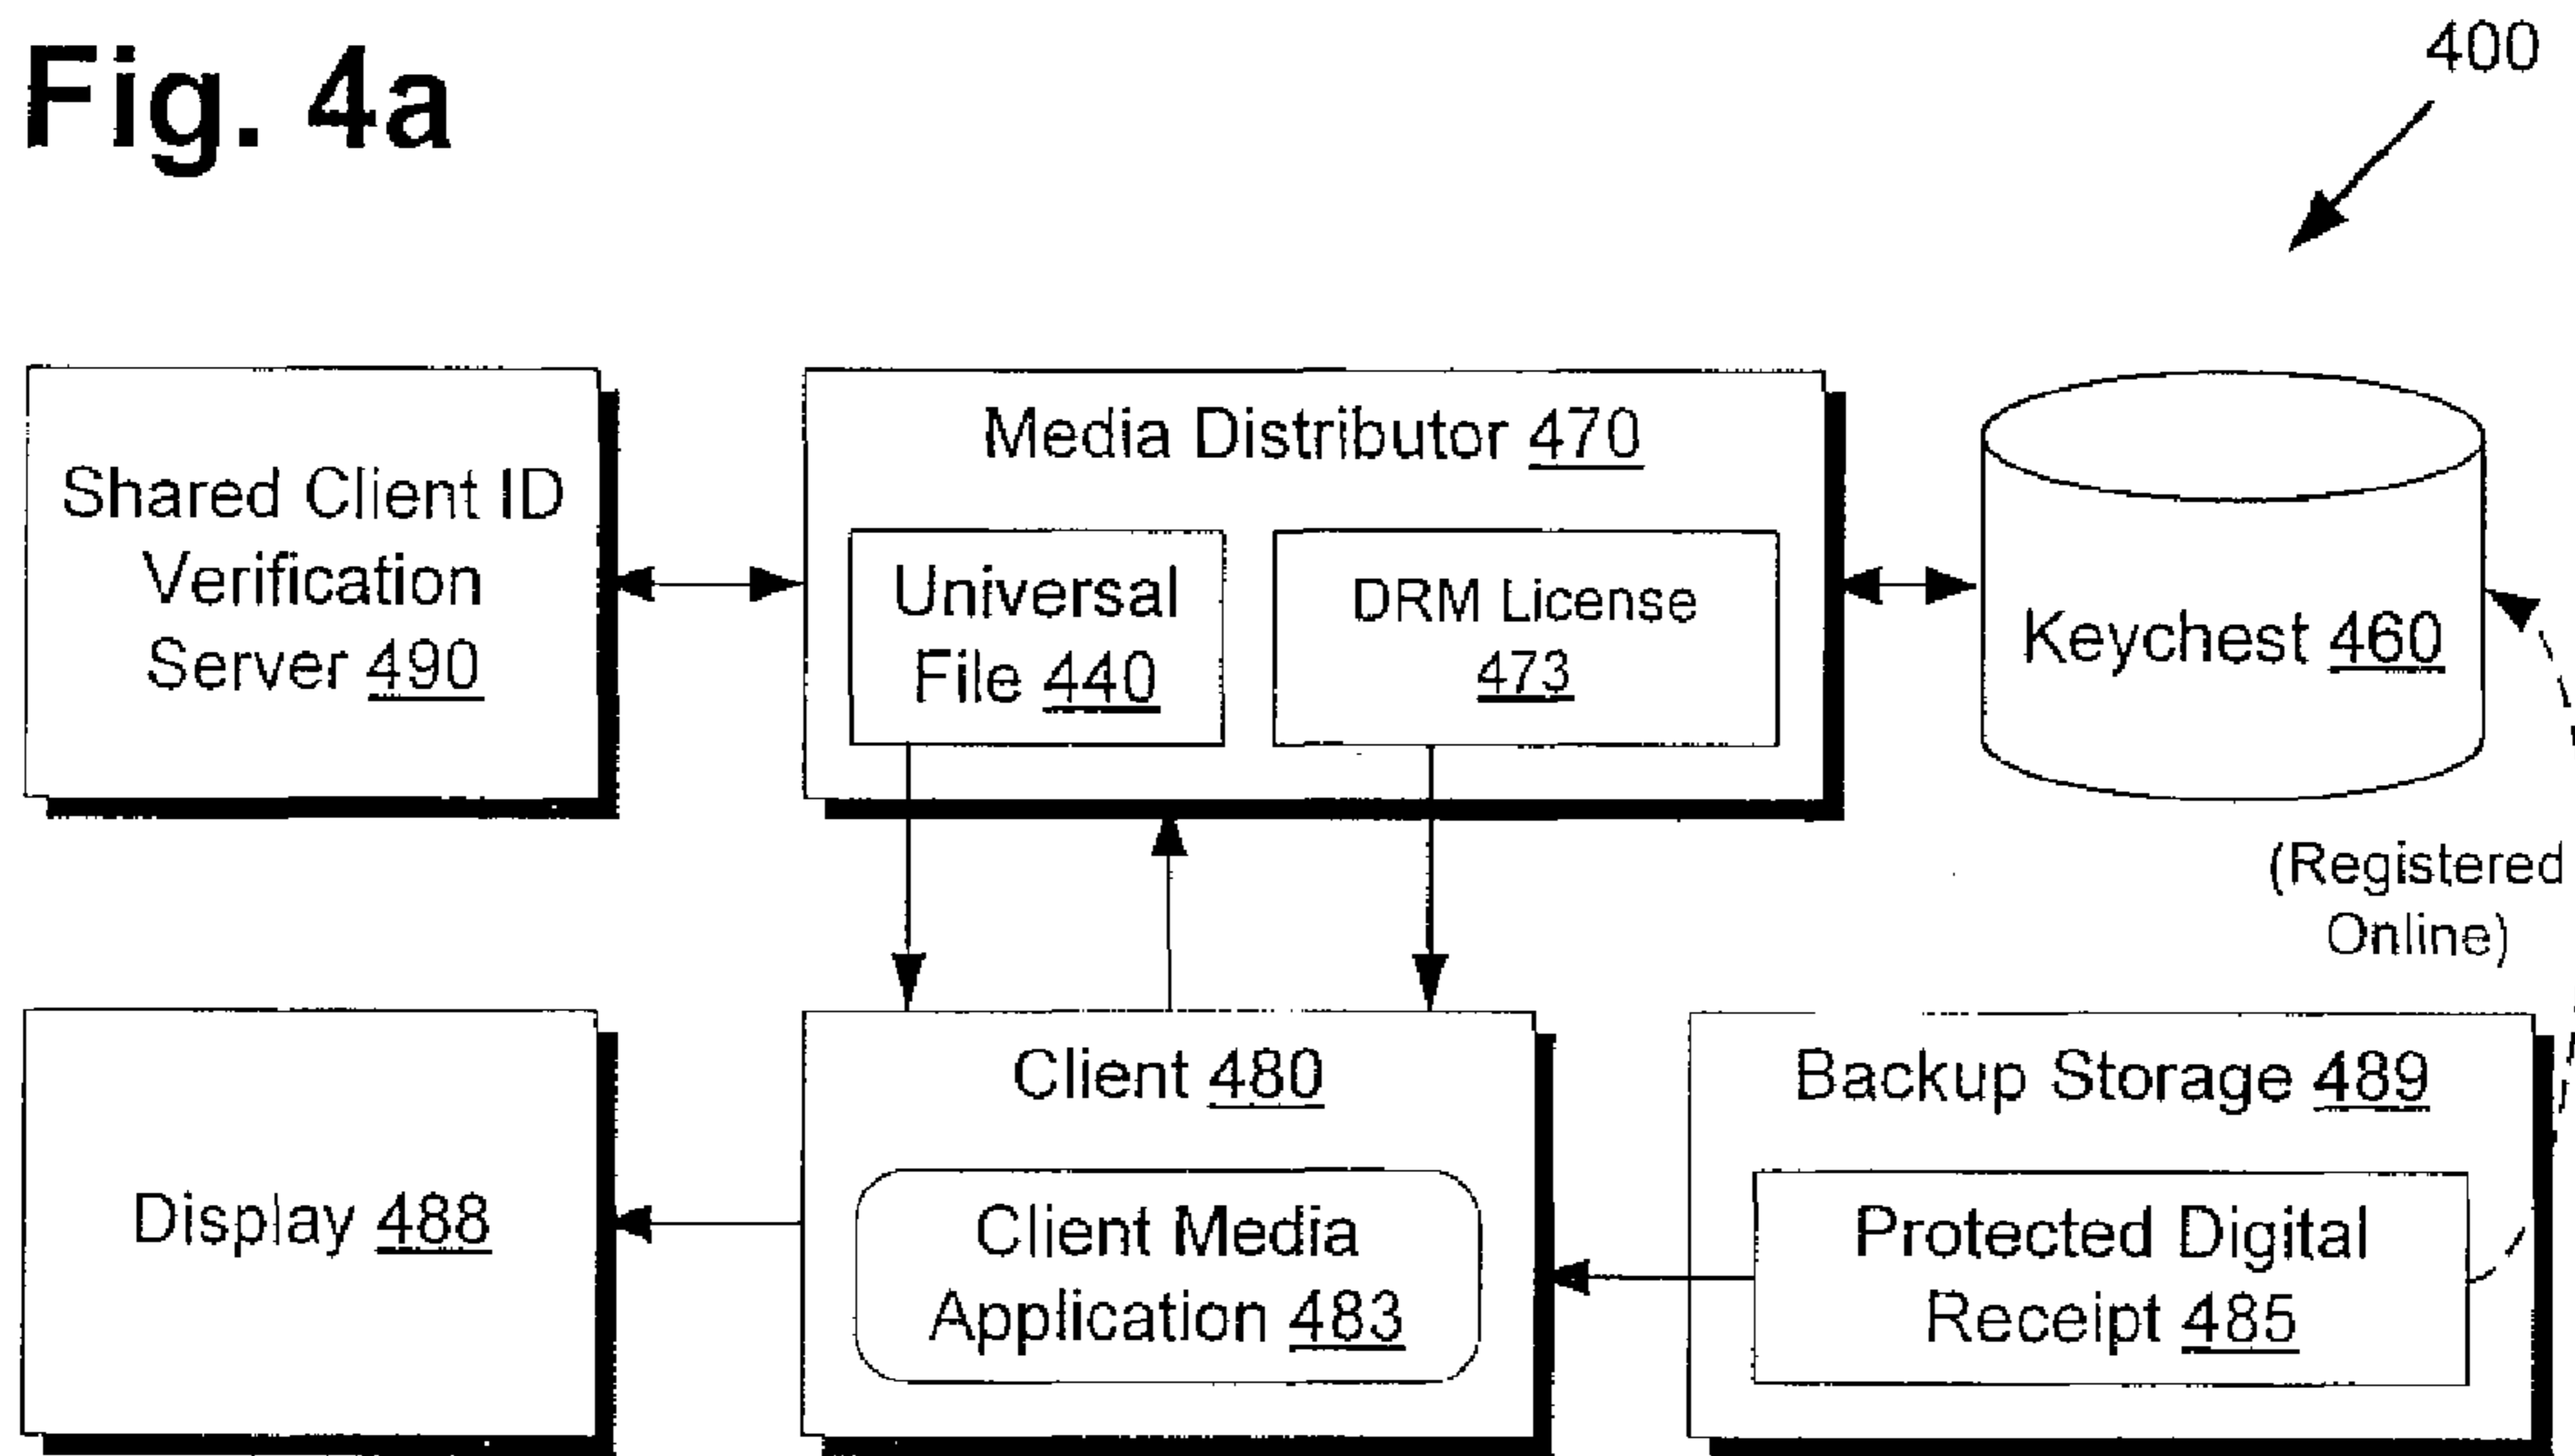 Fig. 4a
400
Shared Client ID
Verification
Server 490
Media Distributor 470
Universal
File 440
DRM License
473
Keychest 460
(Registered
Online)
Display 488
Client 480
Client Media
Application 483
Backup Storage 489
Protected Digital
Receipt 485